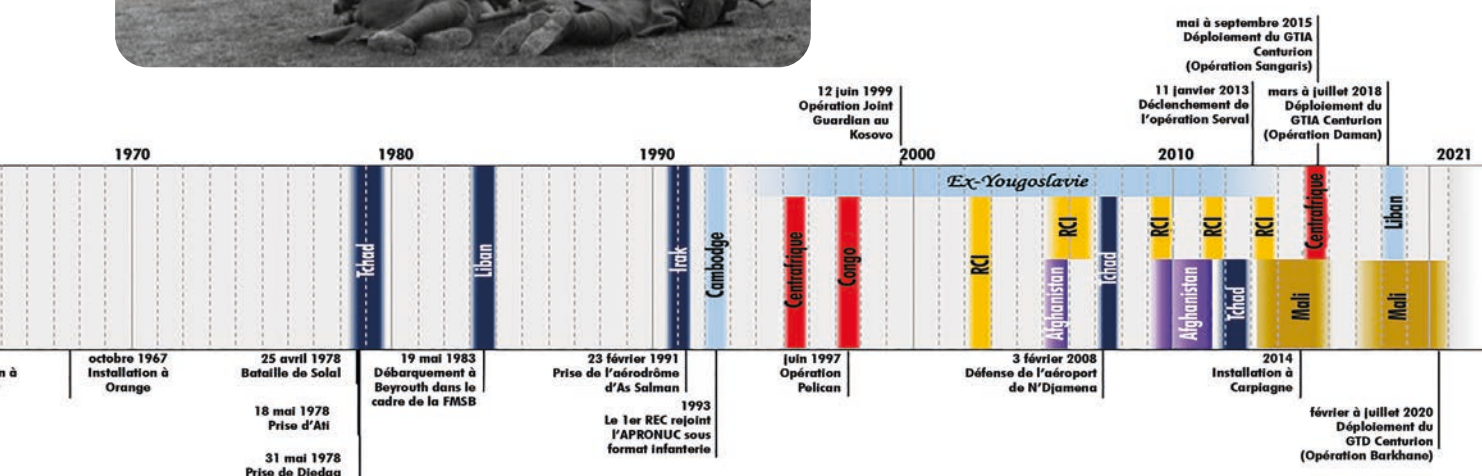 mai à septembre 2015
Déploiement du GTIA
Centurion
(Opération Sangaris)
12 juin 1999
Opération Joint
Guardian au
Kosovo
11 janvier 2013
Déclenchement de
l'opération Serval
mars à juillet 2018
Déploiement du
GTIA Centurion
(Opération Daman)
1970
1980
1990
2000
2010
2021
Ex-Yougoslavie
Tchad
Liban
Irak
Cambodge
Centrafrique
Congo
RCI
Afghanistan
RCI
Tchad
RCI
Afghanistan
RCI
Tchad
RCI
Mali
Centrafrique
Liban
Mali
n à
octobre 1967
Installation à
Orange
25 avril 1978
Bataille de Solal
18 mai 1978
Prise d'Ati
31 mai 1978
Prise de Djedaa
19 mai 1983
Débarquement à
Beyrouth dans le
cadre de la FMSB
23 février 1991
Prise de l'aérodrôme
d'As Salman
1993
Le 1er REC rejoint
l'APRONUC sous
format infanterie
juin 1997
Opération
Pelican
3 février 2008
Défense de l'aéroport
de N'Djamena
2014
Installation à
Carpiagne
février à juillet 2020
Déploiement du
GTD Centurion
(Opération Barkhane)